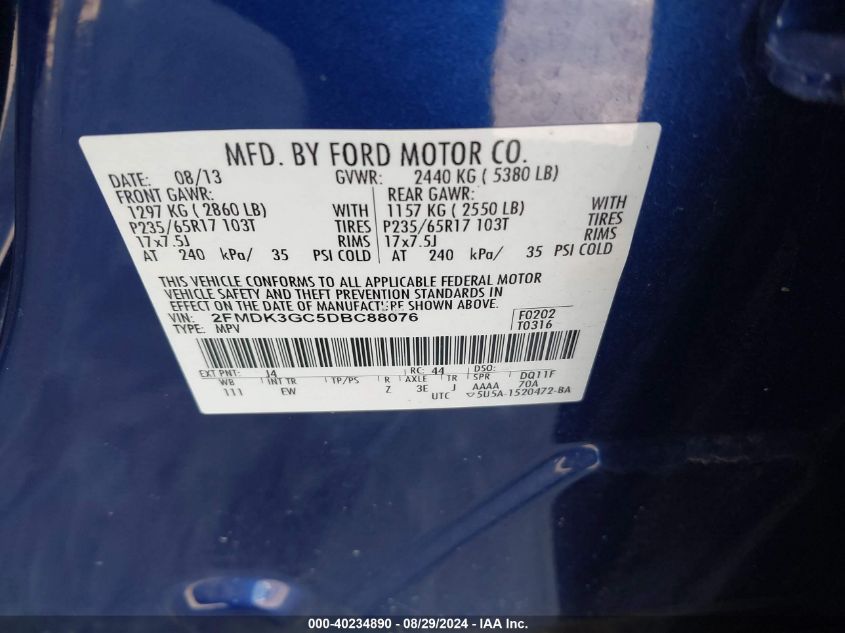 MFD. BY FORD MOTOR CO.
DATE: 08/13 GVWR: 2440 KG ( 5380 LB)
FRONT GAWR: REAR GAWR:
1297 KG ( 2860 LB) WITH 1157 KG ( 2550 LB) WITH
P235/65R17 103T TIRES P235/65R17 103T TIRES
17x7.5J RIMS 17x7.5J RIMS
AT 240 kPa/ 35 PSI COLD AT 240 kPa/ 35 PSI COLD
THIS VEHICLE CONFORMS TO ALL APPLICABLE FEDERAL MOTOR
VEHICLE SAFETY AND THEFT PREVENTION STANDARDS IN
EFFECT ON THE DATE OF MANUFACTURE SHOWN ABOVE.
VIN: 2FMDK3GC5DBC88076 F0202
TYPE: MPV T0316
EXT PNT: J4 RC: 44 DSO: DQ11F
WB INT TR TP/PS R AXLE TR SPR 70A
111 EW Z 3E J AAAA
UTC ▽5U5A-1520472-BA
000-40234890 - 08/29/2024 - IAA Inc.